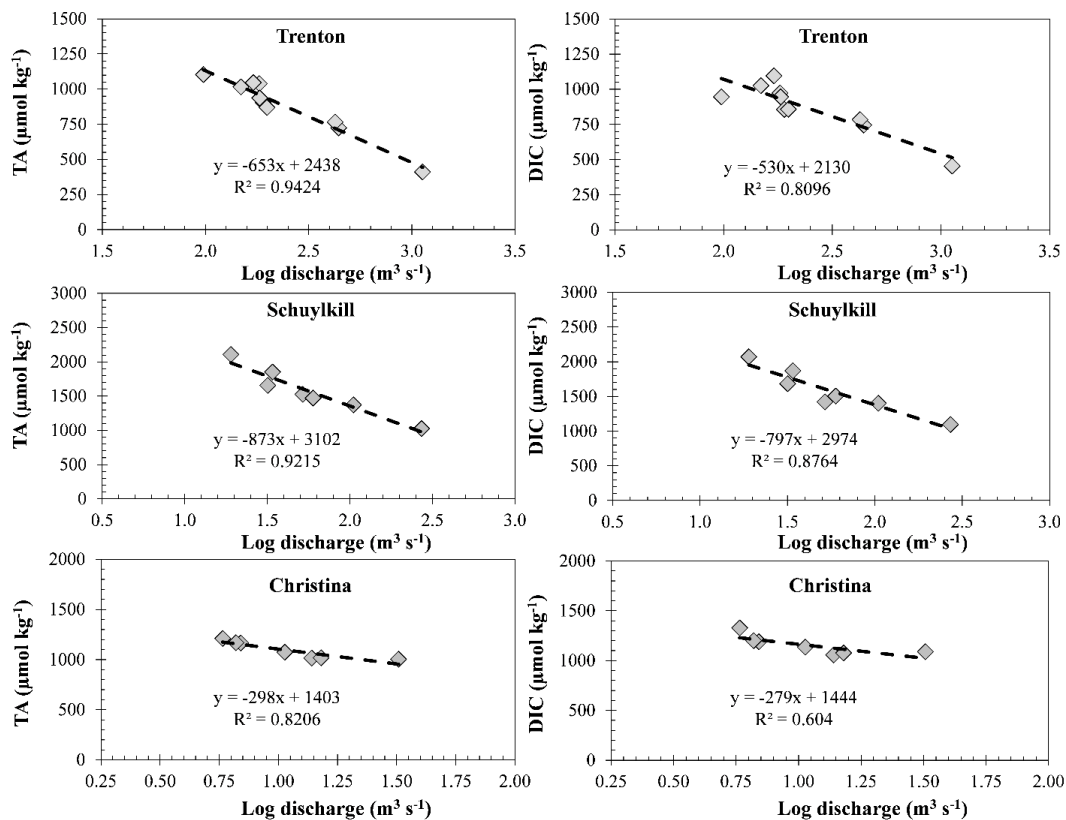 Trenton
TA (µmol kg⁻¹)
1500
1250
1000
750
500
250
0
y = -653x + 2438
R² = 0.9424
1.5 2.0 2.5 3.0 3.5
Log discharge (m³ s⁻¹)
Trenton
DIC (µmol kg⁻¹)
1500
1250
1000
750
500
250
0
y = -530x + 2130
R² = 0.8096
1.5 2.0 2.5 3.0 3.5
Log discharge (m³ s⁻¹)
Schuylkill
TA (µmol kg⁻¹)
3000
2500
2000
1500
1000
500
0
y = -873x + 3102
R² = 0.9215
0.5 1.0 1.5 2.0 2.5 3.0
Log discharge (m³ s⁻¹)
Schuylkill
DIC (µmol kg⁻¹)
3000
2500
2000
1500
1000
500
0
y = -797x + 2974
R² = 0.8764
0.5 1.0 1.5 2.0 2.5 3.0
Log discharge (m³ s⁻¹)
Christina
TA (µmol kg⁻¹)
2000
1500
1000
500
0
y = -298x + 1403
R² = 0.8206
0.25 0.50 0.75 1.00 1.25 1.50 1.75 2.00
Log discharge (m³ s⁻¹)
Christina
DIC (µmol kg⁻¹)
2000
1500
1000
500
0
y = -279x + 1444
R² = 0.604
0.25 0.50 0.75 1.00 1.25 1.50 1.75 2.00
Log discharge (m³ s⁻¹)